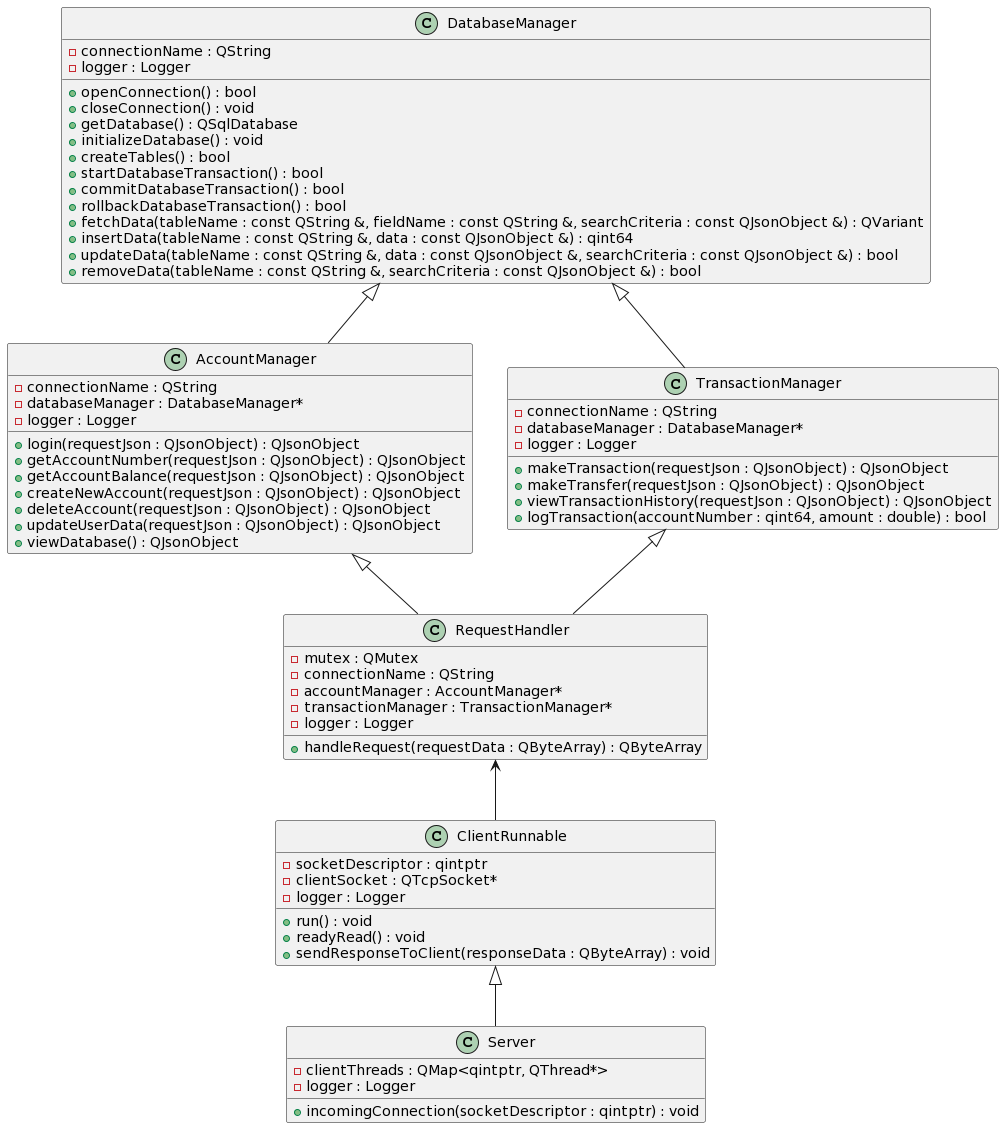 C DatabaseManager
connectionName : QString
logger : Logger
openConnection() : bool
closeConnection() : void
getDatabase() : QSqlDatabase
initializeDatabase() : void
createTables() : bool
startDatabaseTransaction() : bool
commitDatabaseTransaction() : bool
rollbackDatabaseTransaction() : bool
fetchData(tableName : const QString &, fieldName : const QString &, searchCriteria : const QJsonObject &) : QVariant
insertData(tableName : const QString &, data : const QJsonObject &) : qint64
updateData(tableName : const QString &, data : const QJsonObject &, searchCriteria : const QJsonObject &) : bool
removeData(tableName : const QString &, searchCriteria : const QJsonObject &) : bool
C AccountManager
connectionName : QString
databaseManager : DatabaseManager*
logger : Logger
login(requestJson : QJsonObject) : QJsonObject
getAccountNumber(requestJson : QJsonObject) : QJsonObject
getAccountBalance(requestJson : QJsonObject) : QJsonObject
createNewAccount(requestJson : QJsonObject) : QJsonObject
deleteAccount(requestJson : QJsonObject) : QJsonObject
updateUserData(requestJson : QJsonObject) : QJsonObject
viewDatabase() : QJsonObject
C TransactionManager
connectionName : QString
databaseManager : DatabaseManager*
logger : Logger
makeTransaction(requestJson : QJsonObject) : QJsonObject
makeTransfer(requestJson : QJsonObject) : QJsonObject
viewTransactionHistory(requestJson : QJsonObject) : QJsonObject
logTransaction(accountNumber : qint64, amount : double) : bool
C RequestHandler
mutex : QMutex
connectionName : QString
accountManager : AccountManager*
transactionManager : TransactionManager*
logger : Logger
handleRequest(requestData : QByteArray) : QByteArray
C ClientRunnable
socketDescriptor : qintptr
clientSocket : QTcpSocket*
logger : Logger
run() : void
readyRead() : void
sendResponseToClient(responseData : QByteArray) : void
C Server
clientThreads : QMap<qintptr, QThread*>
logger : Logger
incomingConnection(socketDescriptor : qintptr) : void